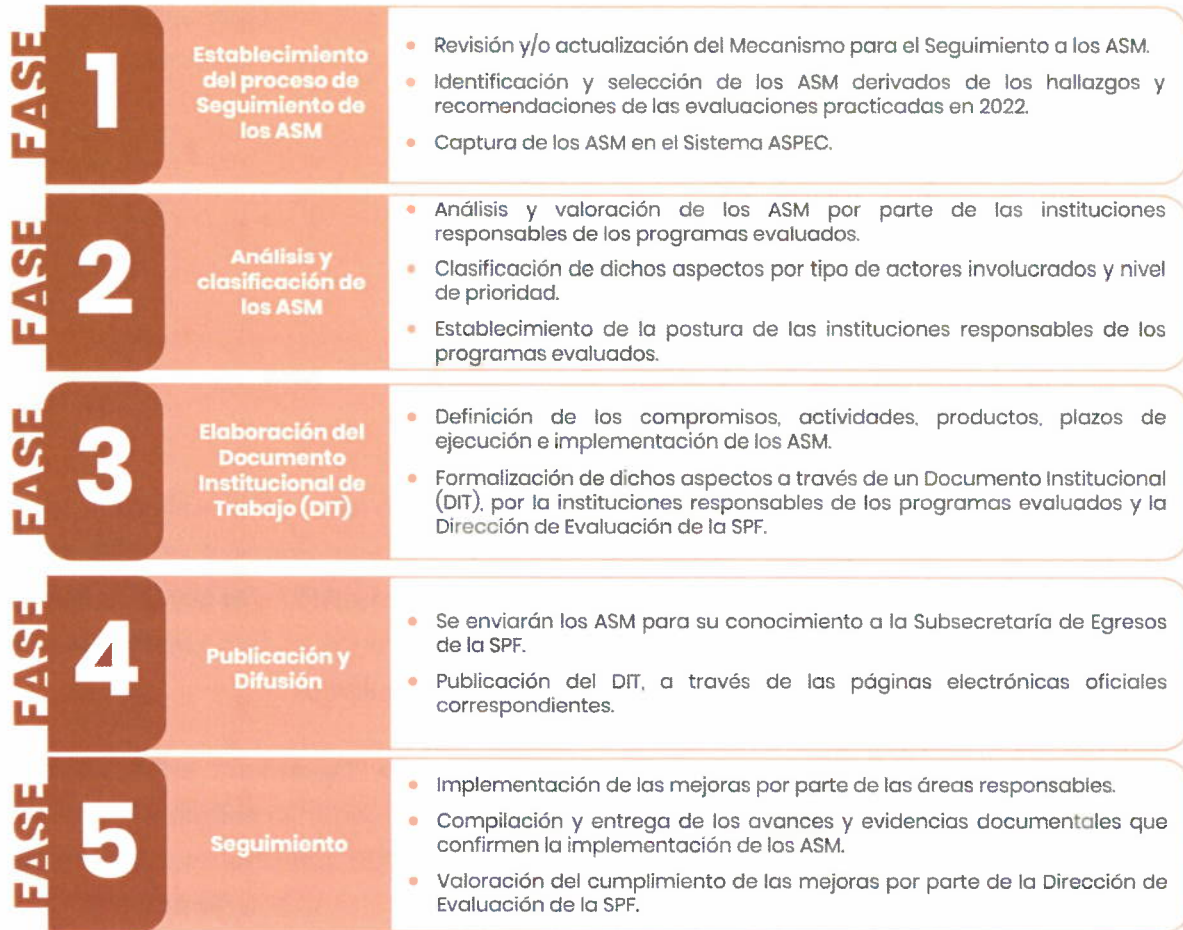 FASE
1
Establecimiento
del proceso de
Seguimiento de
los ASM
• Revisión y/o actualización del Mecanismo para el Seguimiento a los ASM.
• Identificación y selección de los ASM derivados de los hallazgos y
recomendaciones de las evaluaciones practicadas en 2022.
• Captura de los ASM en el Sistema ASPEC.
FASE
2
Análisis y
clasificación de
los ASM
• Análisis y valoración de los ASM por parte de las instituciones
responsables de los programas evaluados.
• Clasificación de dichos aspectos por tipo de actores involucrados y nivel
de prioridad.
• Establecimiento de la postura de las instituciones responsables de los
programas evaluados.
FASE
3
Elaboración del
Documento
Institucional de
Trabajo (DIT)
• Definición de los compromisos, actividades, productos, plazos de
ejecución e implementación de los ASM.
• Formalización de dichos aspectos a través de un Documento Institucional
(DIT), por la instituciones responsables de los programas evaluados y la
Dirección de Evaluación de la SPF.
FASE
4
Publicación y
Difusión
• Se enviarán los ASM para su conocimiento a la Subsecretaría de Egresos
de la SPF.
• Publicación del DIT, a través de las páginas electrónicas oficiales
correspondientes.
FASE
5
Seguimiento
• Implementación de las mejoras por parte de las áreas responsables.
• Compilación y entrega de los avances y evidencias documentales que
confirmen la implementación de los ASM.
• Valoración del cumplimiento de las mejoras por parte de la Dirección de
Evaluación de la SPF.